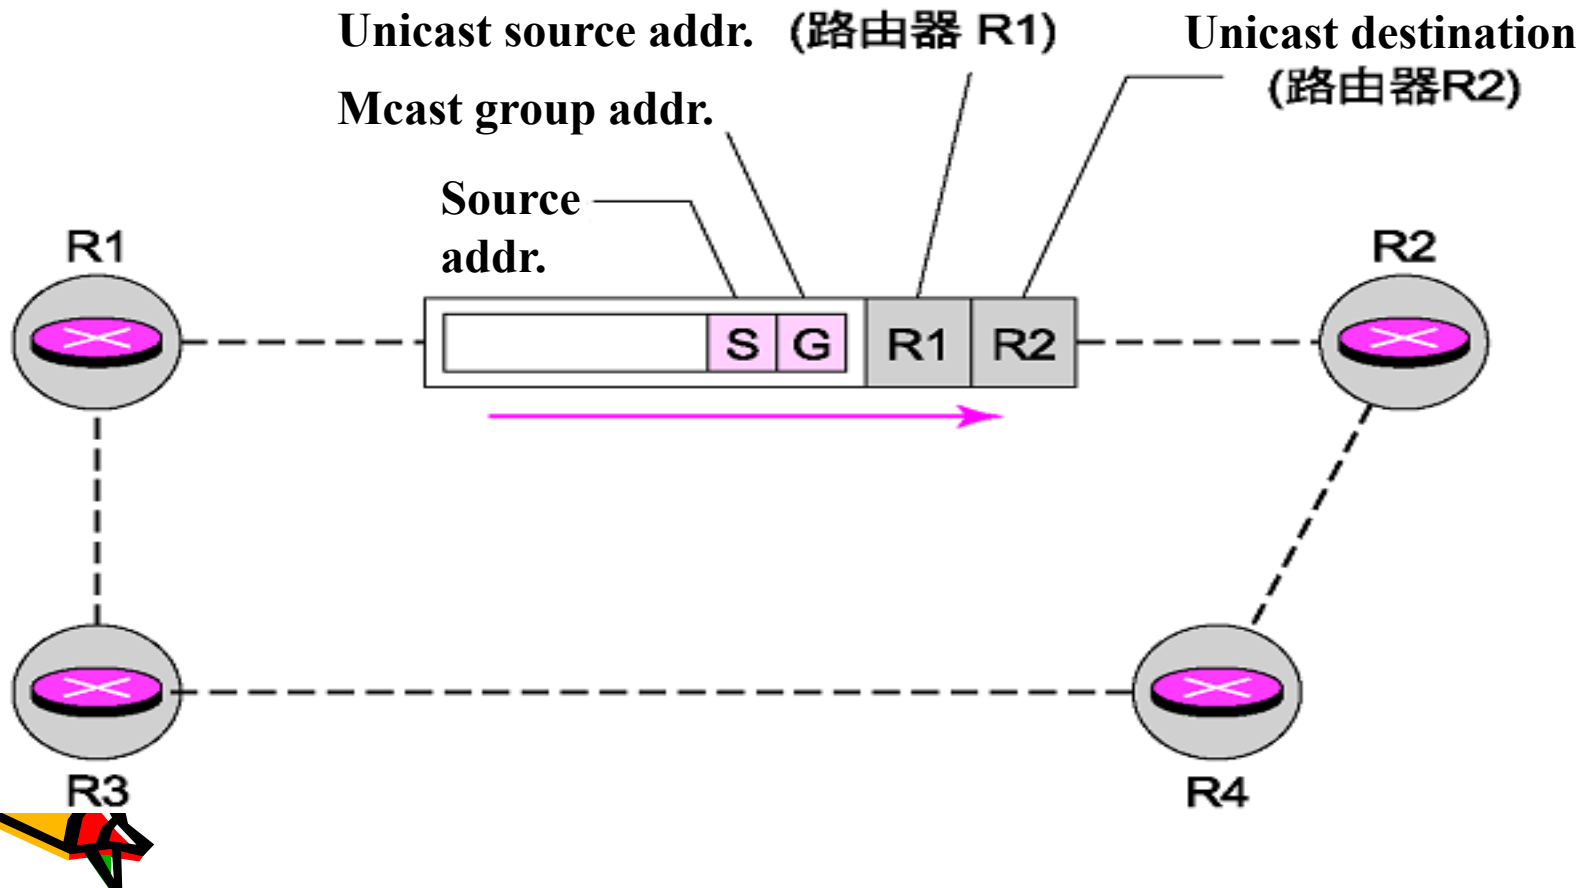 Unicast source addr. (路由器 R1)
Unicast destination
(路由器R2)
Mcast group addr.
Source
addr.
R1
R2
S G R1 R2
R3
R4